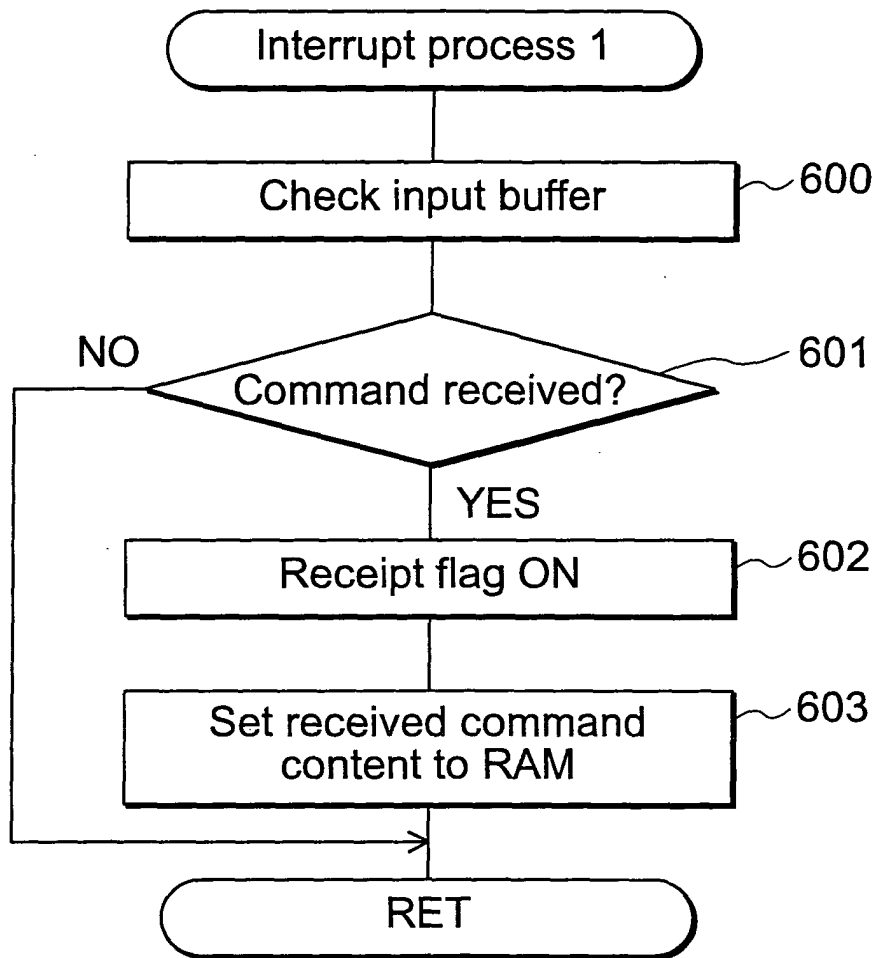 Interrupt process 1
Check input buffer
600
NO
601
Command received?
YES
Receipt flag ON
602
Set received command
content to RAM
603
RET